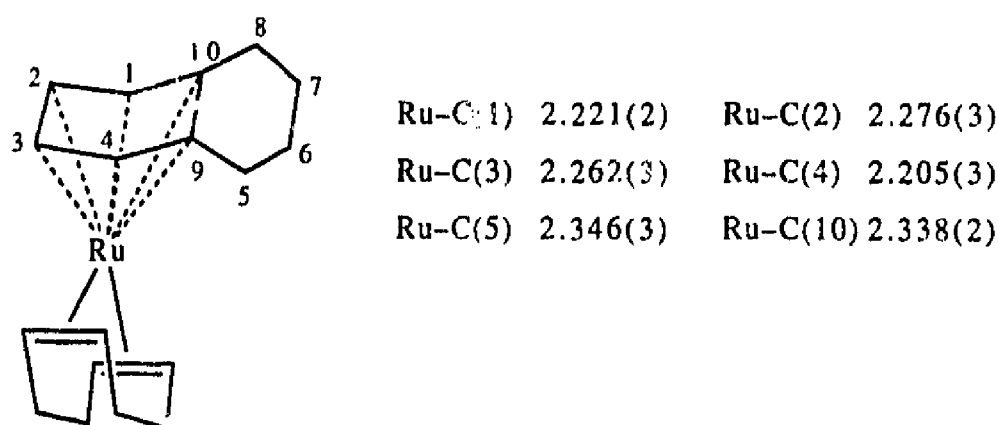 8
10
2 1 7
3 4 6
9 5
Ru
Ru–C(1) 2.221(2) Ru–C(2) 2.276(3)
Ru–C(3) 2.262(3) Ru–C(4) 2.205(3)
Ru–C(5) 2.346(3) Ru–C(10) 2.338(2)